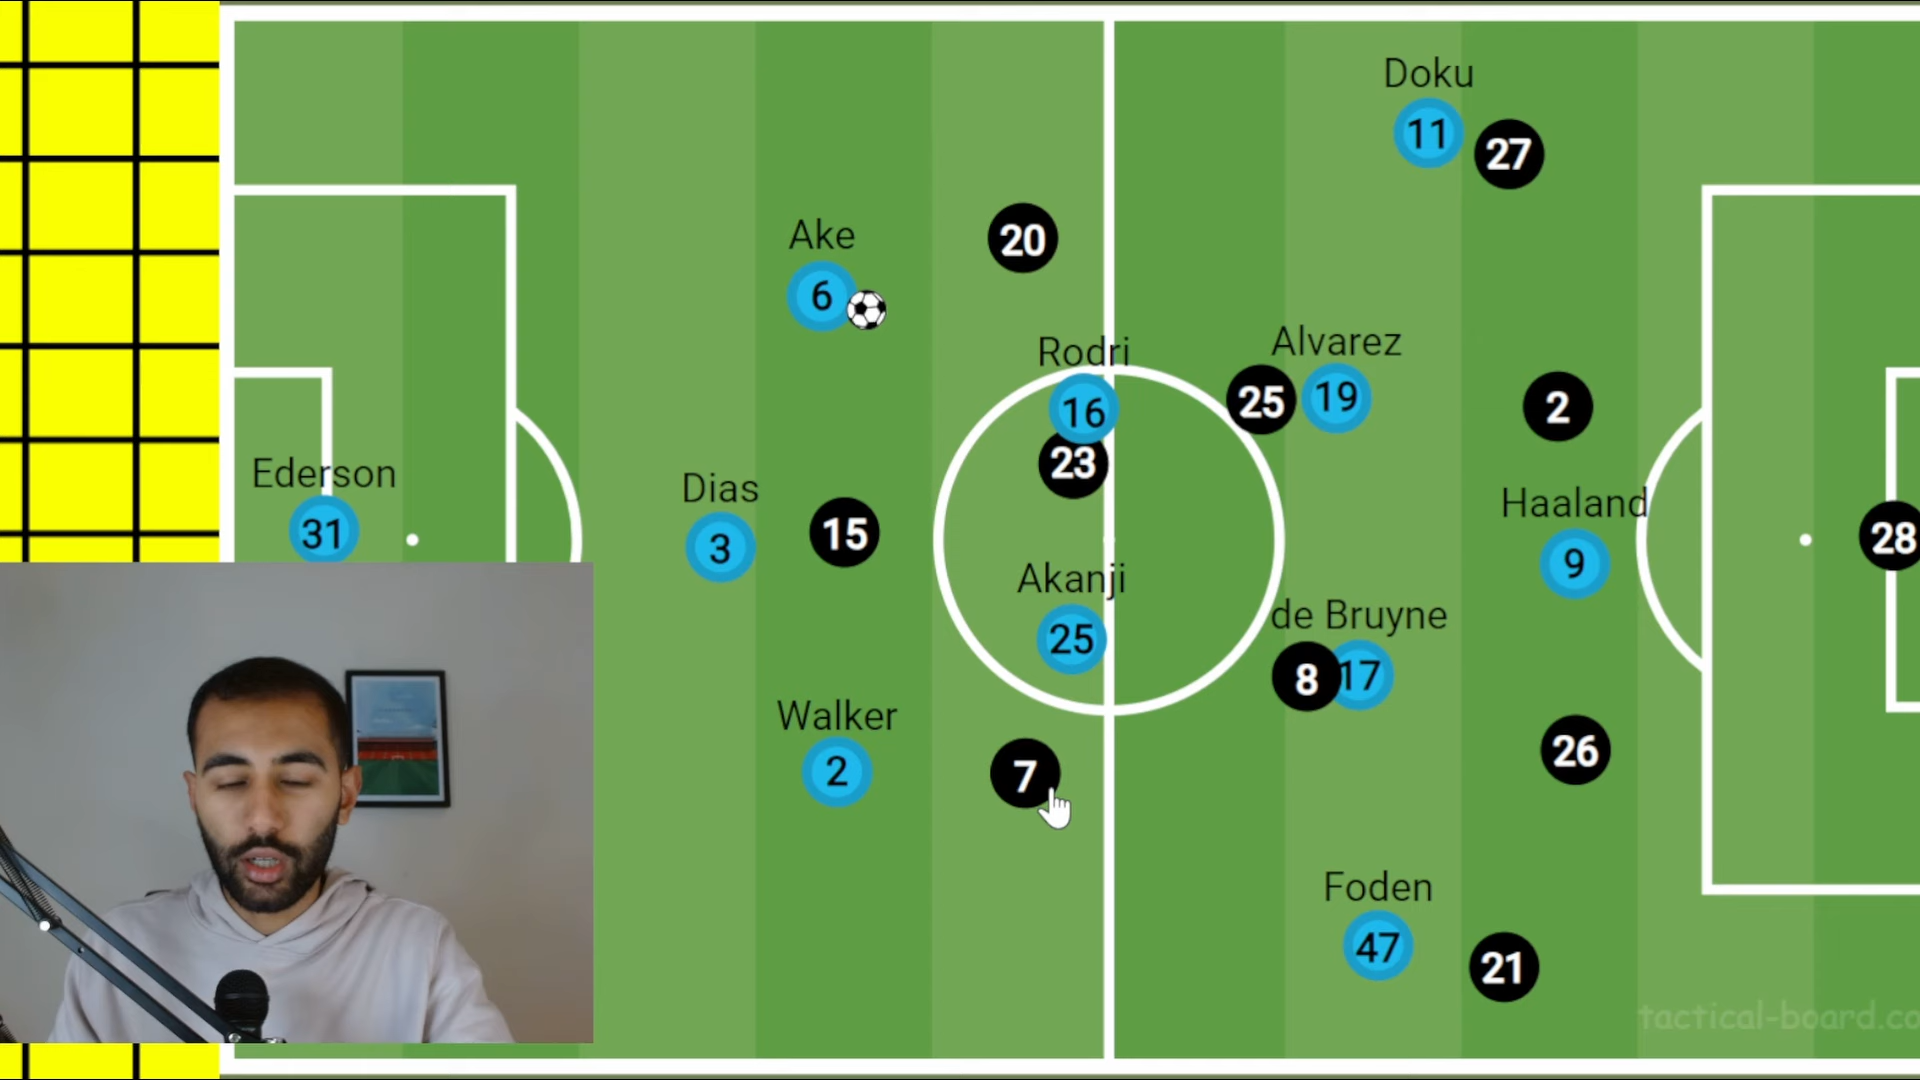 Doku
11
27
Ake
20
6
Rodri
Alvarez
16
25
19
2
23
Ederson
Dias
Haaland
31
3
15
9
28
Akanji
25
de Bruyne
8
17
Walker
2
7
26
Foden
47
21
tactical-board.co